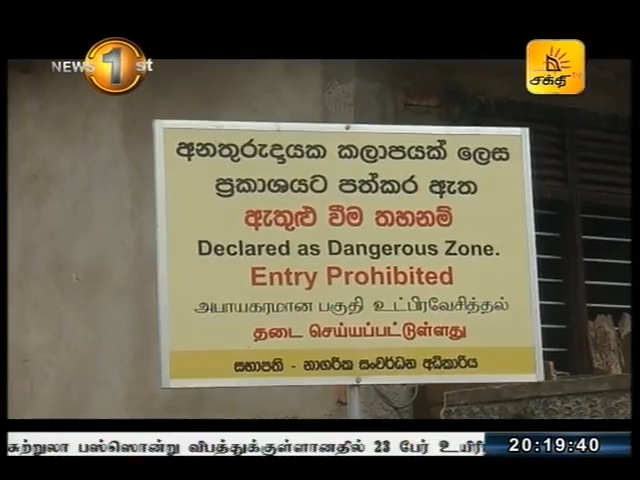 NEWS 1st
சக்தி TV
අනතුරුදායක කලාපයක් ලෙස
ප්‍රකාශයට පත්කර ඇත
ඇතුළු වීම තහනම්
Declared as Dangerous Zone.
Entry Prohibited
அபாயகரமான பகுதி உட்பிரவேசித்தல்
தடை செய்யப்பட்டுள்ளது
සභාපති - නාගරික සංවර්ධන අධිකාරිය
சுற்றுலா பஸ்ஸொன்று விபத்துக்குள்ளானதில் 23 பேர் உயிரி
20:19:40